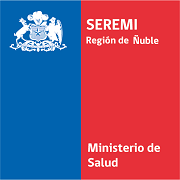 SEREMI
Región de Ñuble
Ministerio de
Salud